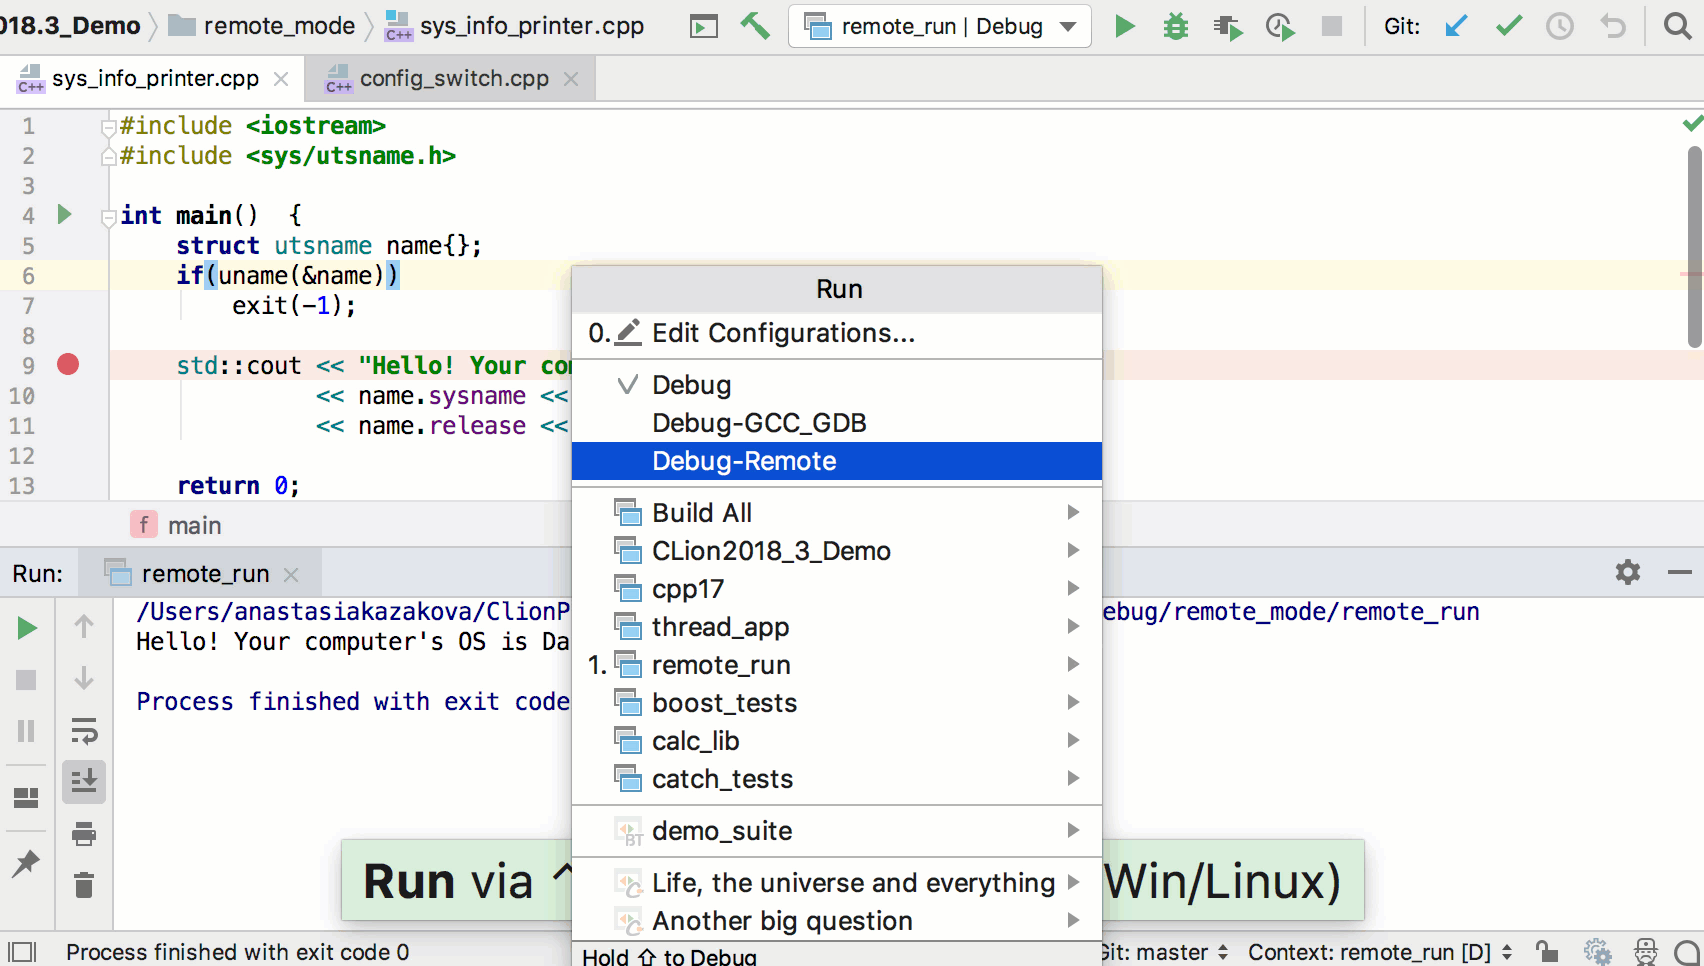 018.3_Demo remote_mode C++ sys_info_printer.cpp remote_run | Debug Git:
C++ sys_info_printer.cpp C++ config_switch.cpp
1 #include <iostream>
2 #include <sys/utsname.h>
3
4 int main() {
5 struct utsname name{};
6 if(uname(&name))
7 exit(-1);
8
9 std::cout << "Hello! Your co
10 << name.sysname <<
11 << name.release <<
12
13 return 0;
f main
Run
0. Edit Configurations...
Debug
Debug-GCC_GDB
Debug-Remote
Build All
CLion2018_3_Demo
cpp17
thread_app
1. remote_run
boost_tests
calc_lib
catch_tests
BT demo_suite
Life, the universe and everything
Another big question
Hold ⇧ to Debug
Run: remote_run
/Users/anastasiakazakova/ClionP ebug/remote_mode/remote_run
Hello! Your computer's OS is Da
Process finished with exit code
Run via ^ Win/Linux)
Process finished with exit code 0 Git: master Context: remote_run [D]